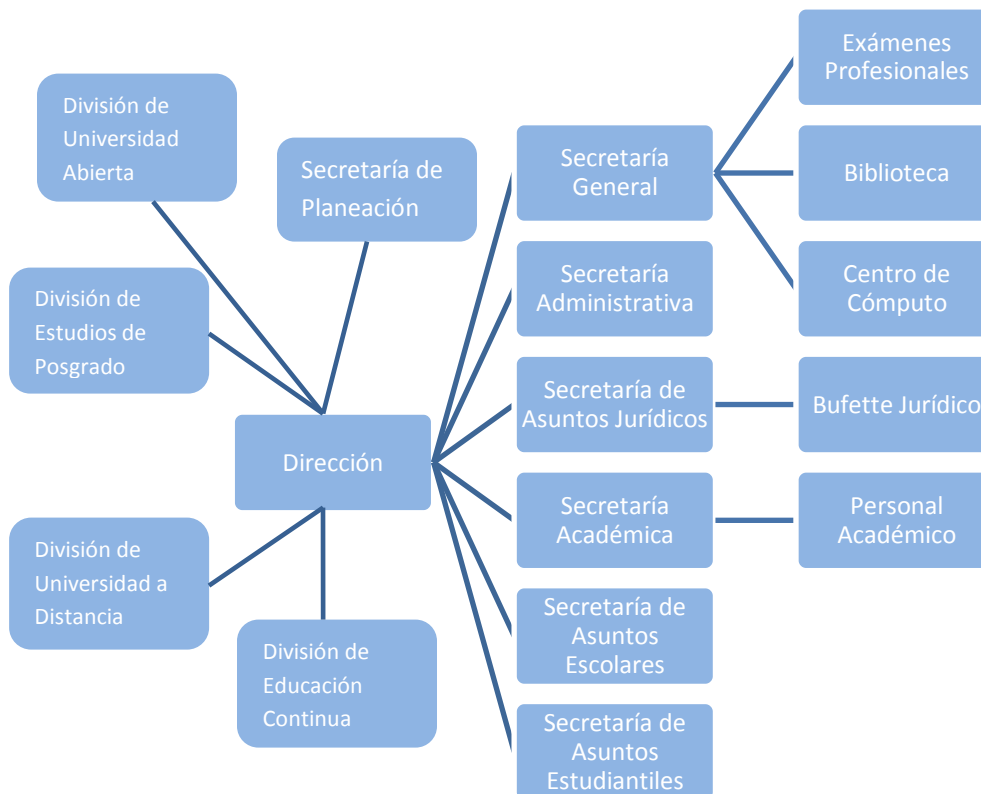 División de
Universidad
Abierta
Secretaría de
Planeación
División de
Estudios de
Posgrado
Dirección
División de
Universidad a
Distancia
División de
Educación
Continua
Secretaría
General
Secretaría
Administrativa
Secretaría de
Asuntos Jurídicos
Secretaría
Académica
Secretaría de
Asuntos
Escolares
Secretaría de
Asuntos
Estudiantiles
Exámenes
Profesionales
Biblioteca
Centro de
Cómputo
Bufette Jurídico
Personal
Académico